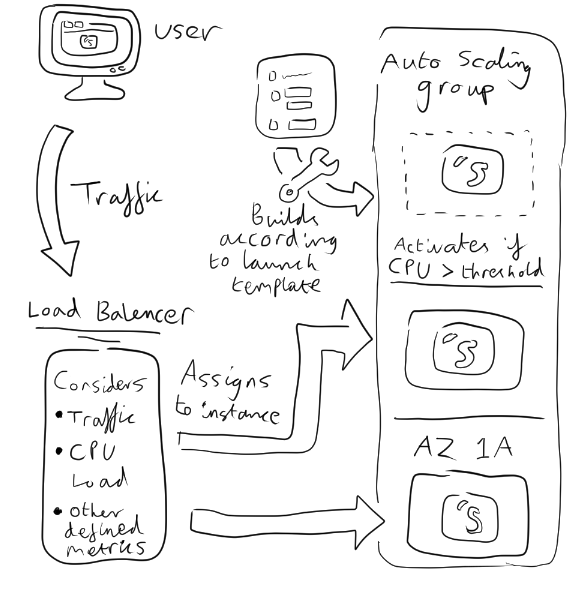 user
Traffic
Auto Scaling
group
Builds
according
to launch
template
Activates if
CPU > threshold
Load Balencer
Considers
• Traffic
• CPU
Load
• other
defined
metrics
Assigns
to instance
AZ 1A